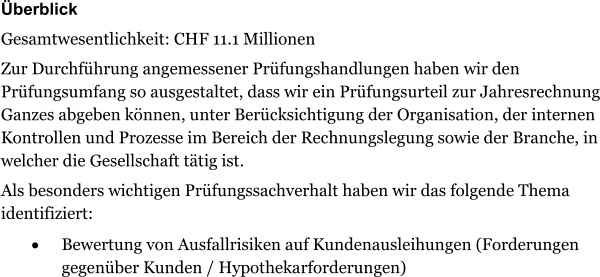 Überblick
Gesamtwesentlichkeit: CHF 11.1 Millionen
Zur Durchführung angemessener Prüfungshandlungen haben wir den
Prüfungsumfang so ausgestaltet, dass wir ein Prüfungsurteil zur Jahresrechnung
Ganzes abgeben können, unter Berücksichtigung der Organisation, der internen
Kontrollen und Prozesse im Bereich der Rechnungslegung sowie der Branche, in
welcher die Gesellschaft tätig ist.
Als besonders wichtigen Prüfungssachverhalt haben wir das folgende Thema
identifiziert:
• Bewertung von Ausfallrisiken auf Kundenausleihungen (Forderungen
gegenüber Kunden / Hypothekarforderungen)